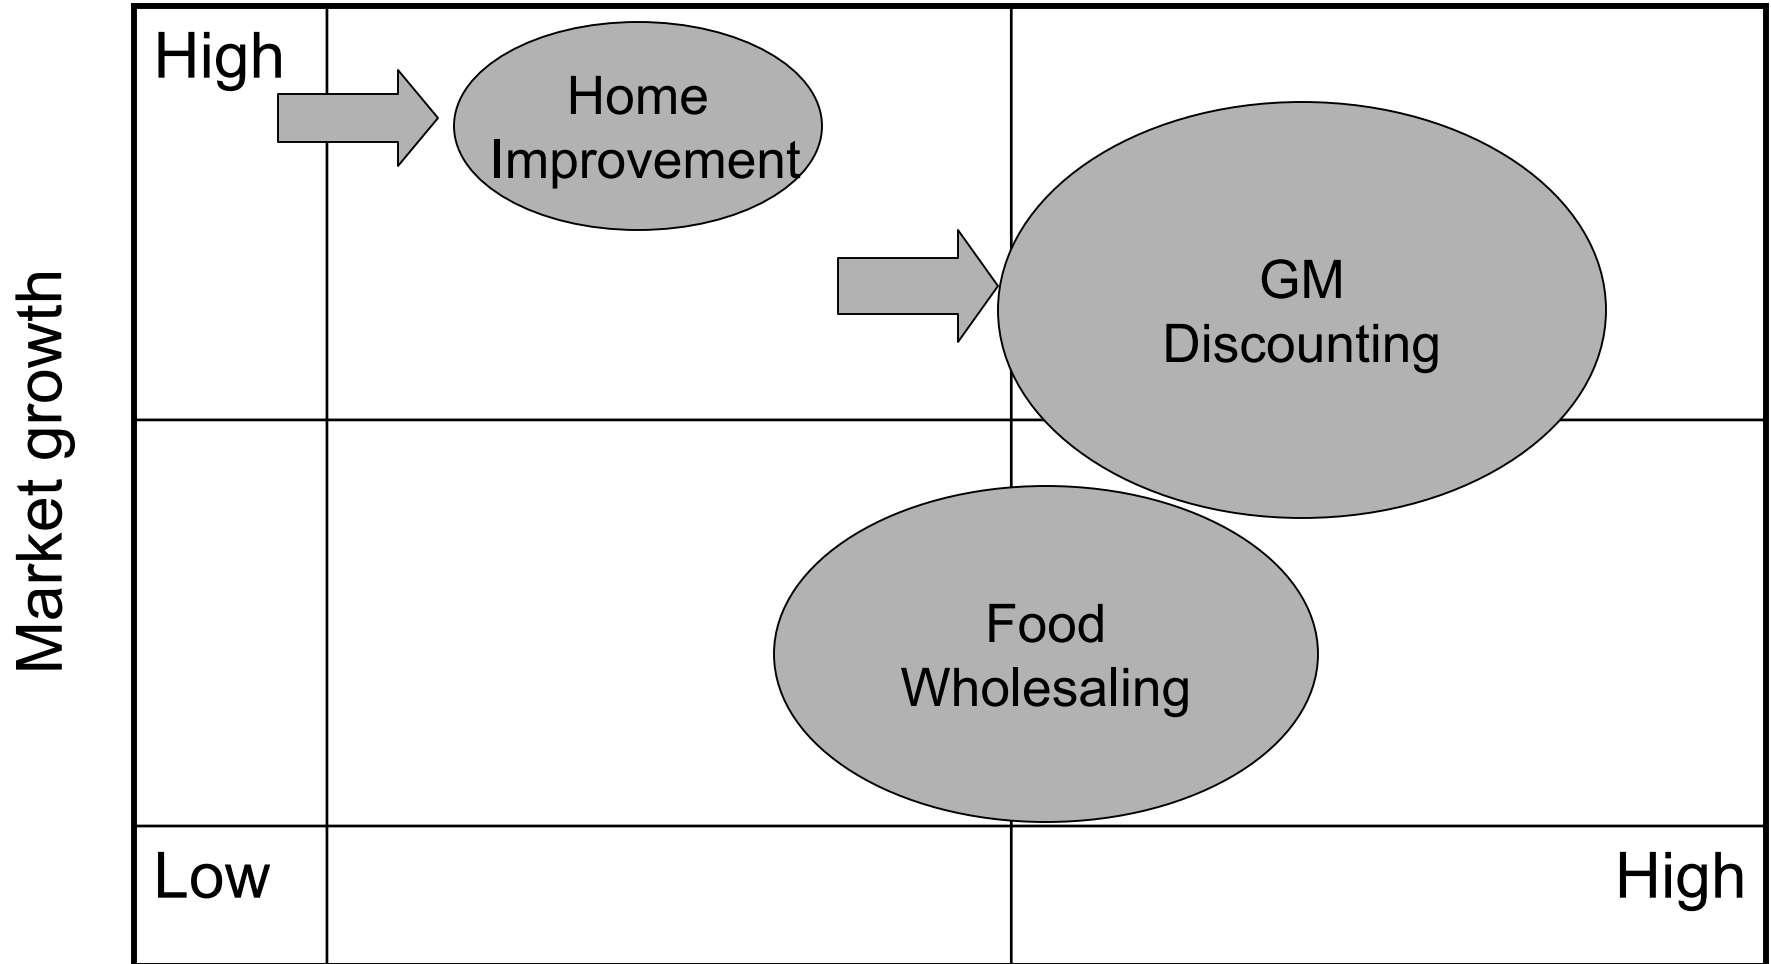 High
Home
Improvement
GM
Discounting
Market growth
Food
Wholesaling
Low
High